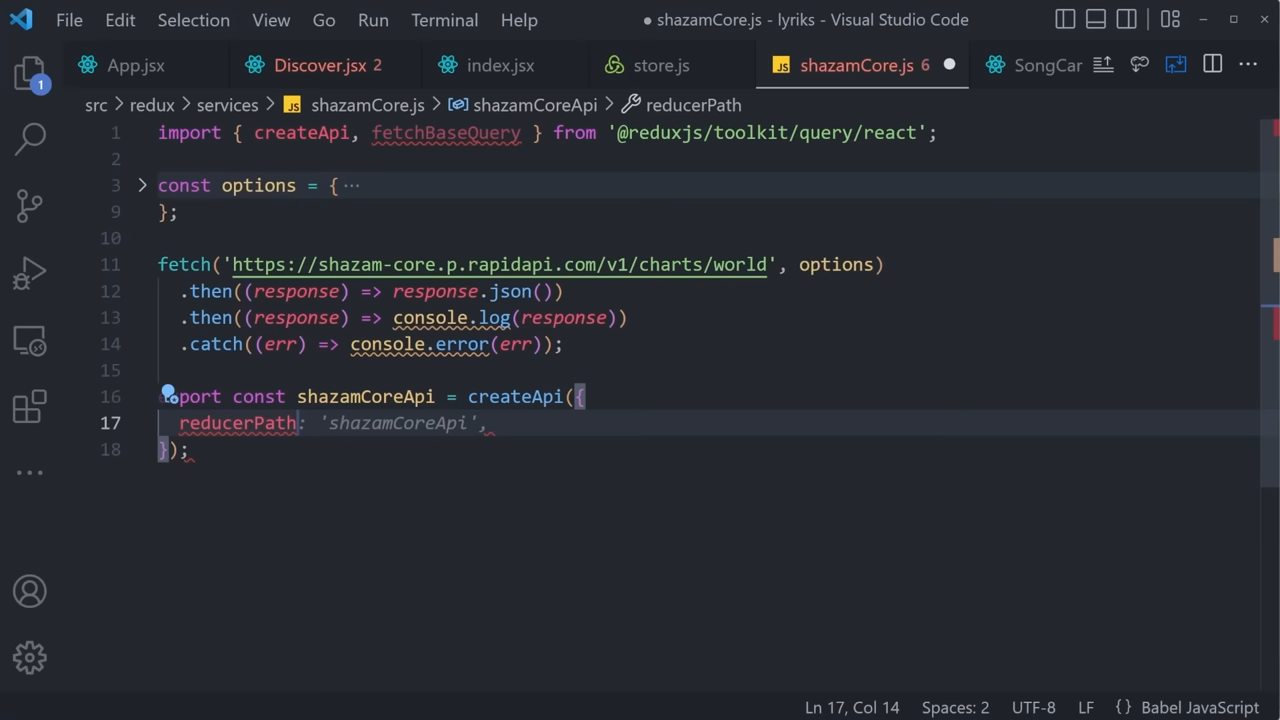 File Edit Selection View Go Run Terminal Help ● shazamCore.js - lyriks - Visual Studio Code
App.jsx Discover.jsx 2 index.jsx store.js JS shazamCore.js 6 SongCar
1
src > redux > services > JS shazamCore.js > shazamCoreApi > reducerPath
1 import { createApi, fetchBaseQuery } from '@reduxjs/toolkit/query/react';
2
3 const options = {···
9 };
10
11 fetch('https://shazam-core.p.rapidapi.com/v1/charts/world', options)
12 .then((response) => response.json())
13 .then((response) => console.log(response))
14 .catch((err) => console.error(err));
15
16 port const shazamCoreApi = createApi({
17 reducerPath: 'shazamCoreApi',
18 });
Ln 17, Col 14 Spaces: 2 UTF-8 LF {} Babel JavaScript